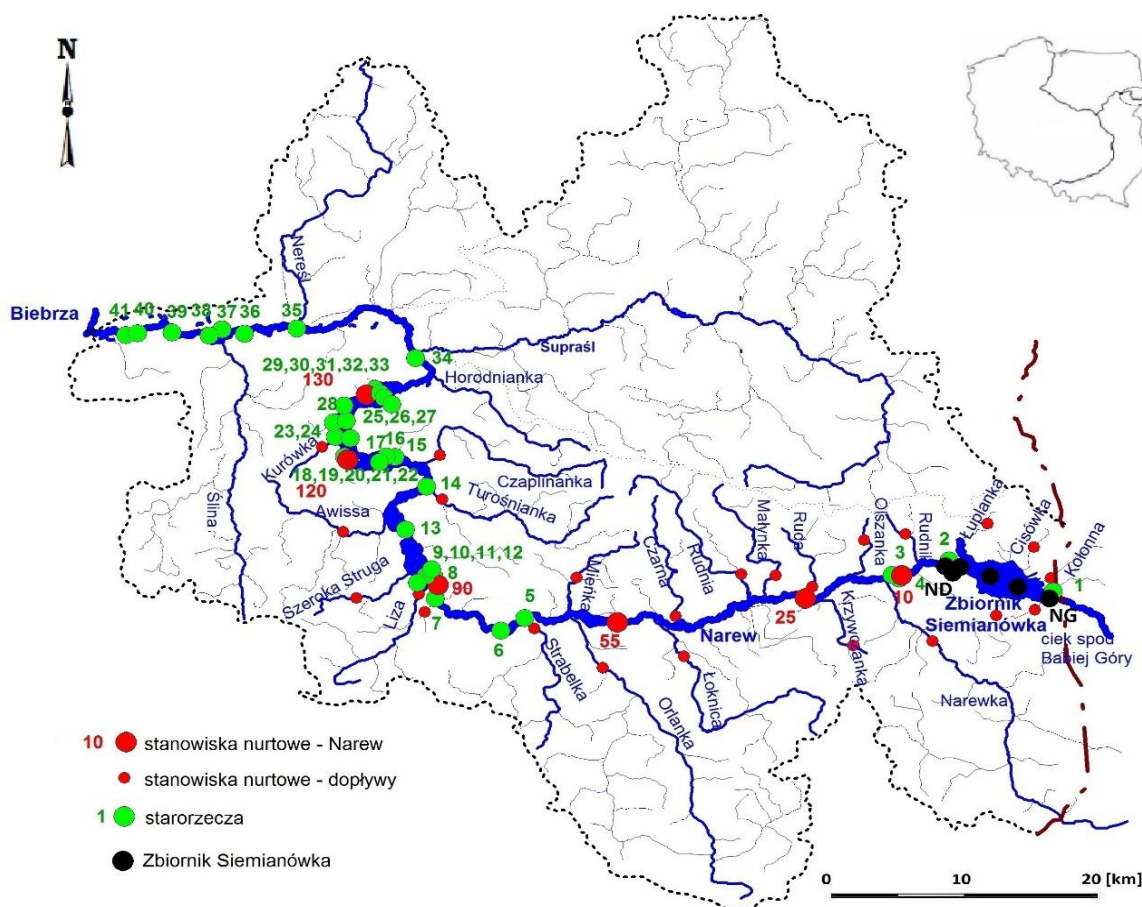 N
Nereśl
Biebrza
41
40
39
38
37
36
35
Supraśl
34
29,30,31,32,33
130
Horodnianka
28
25,26,27
23,24
17
16
15
Kurówka
18,19,20,21,22
120
Czaplinianka
14
Turośnianka
Ślina
Awissa
13
9,10,11,12
8
90
Szeroka Struga
Liza
7
6
5
Strabelka
Mieńka
55
Orlanka
Czarna
Łoknica
Narew
Rudnia
Małynka
Ruda
25
Krzywczanka
Olszanka
3
4
10
Rudnik
2
Łupianka
Cisówka
Kołonna
1
ND
Zbiornik
Siemianówka
NG
ciek spod
Babiej Góry
Narewka
10 stanowiska nurtowe - Narew
stanowiska nurtowe - dopływy
1 starorzecza
Zbiornik Siemianówka
0 10 20 [km]